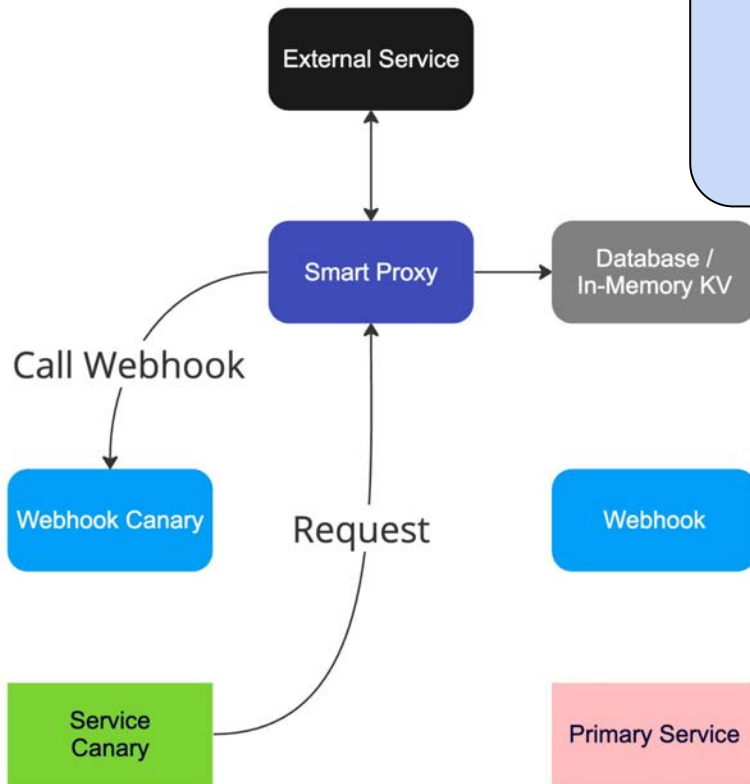 External Service
Smart Proxy
Database /
In-Memory KV
Call Webhook
Webhook Canary
Request
Webhook
Service
Canary
Primary Service